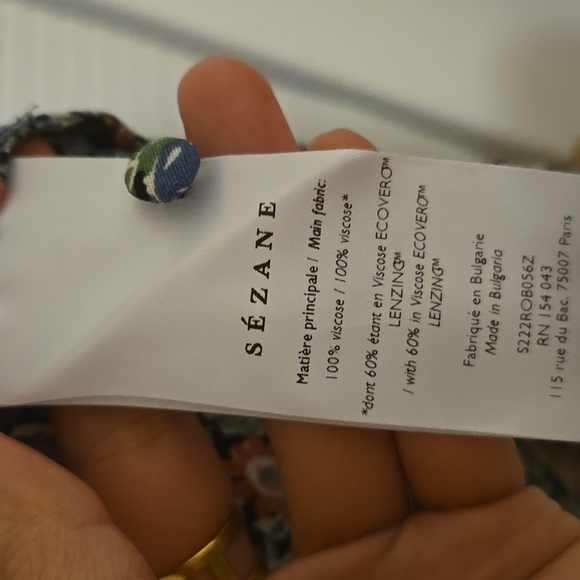 SÉZANE
Matière principale / Main fabric:
100% viscose / 100% viscose*
*dont 60% étant en Viscose ECOVERO™
LENZING™
/ with 60% in Viscose ECOVERO™
LENZING™
Fabriqué en Bulgarie
Made in Bulgaria
S222ROB056Z
RN 154 043
115 rue du Bac, 75007 Paris